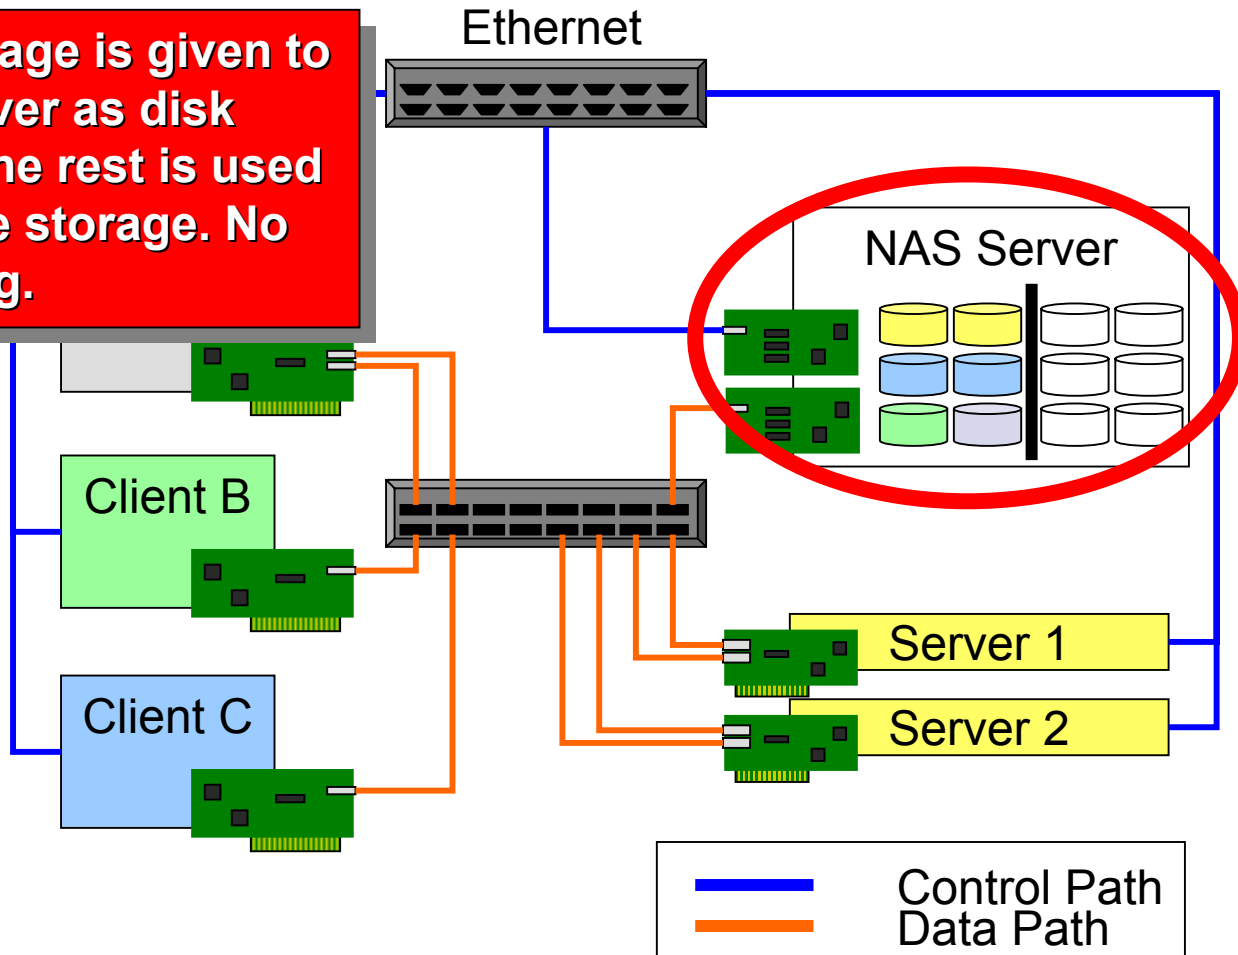 Ethernet
age is given to
ver as disk
he rest is used
e storage. No
g.
NAS Server
Client B
Client C
Server 1
Server 2
Control Path
Data Path